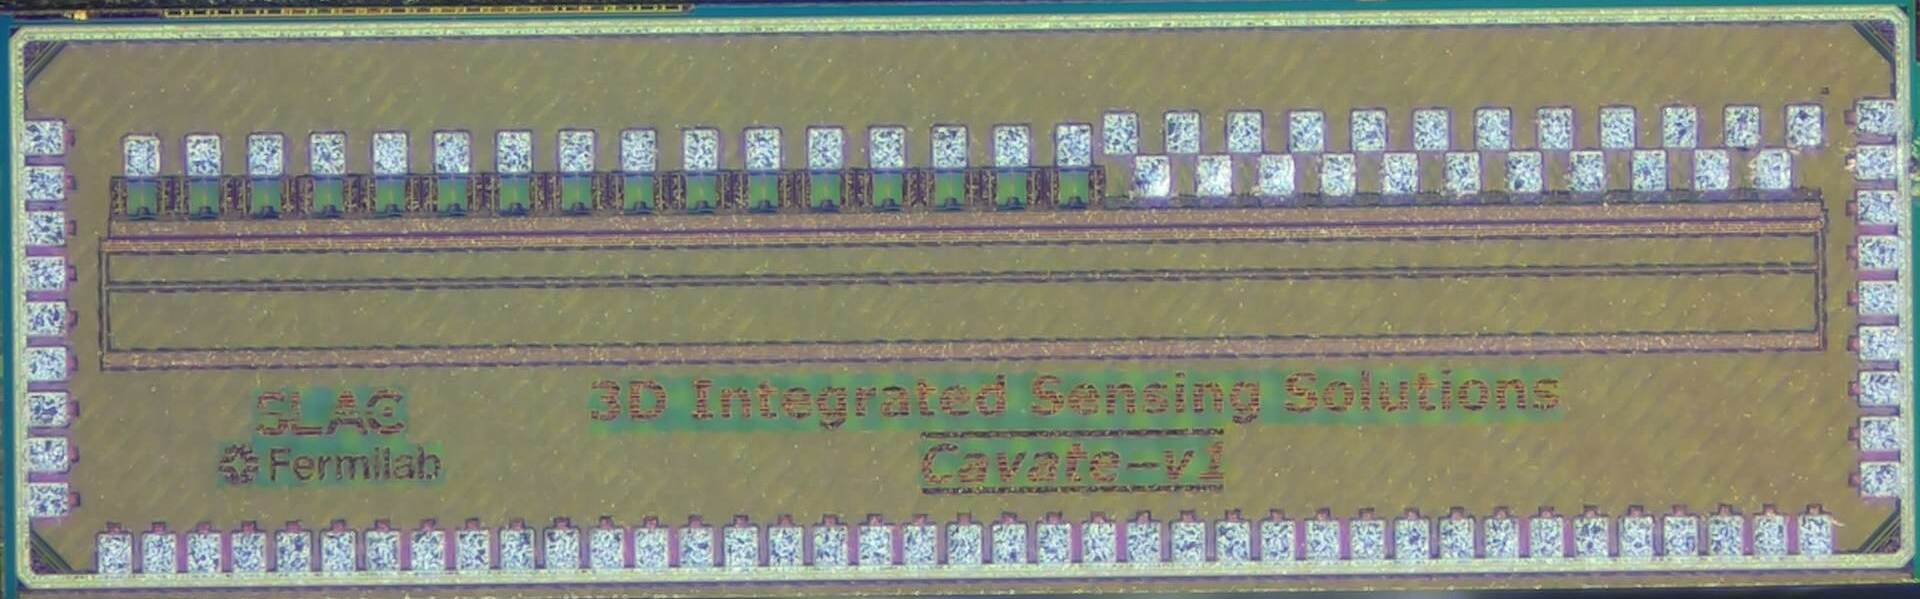 3D Integrated Sensing Solutions
SLAC
Fermilab
Cavate-v1